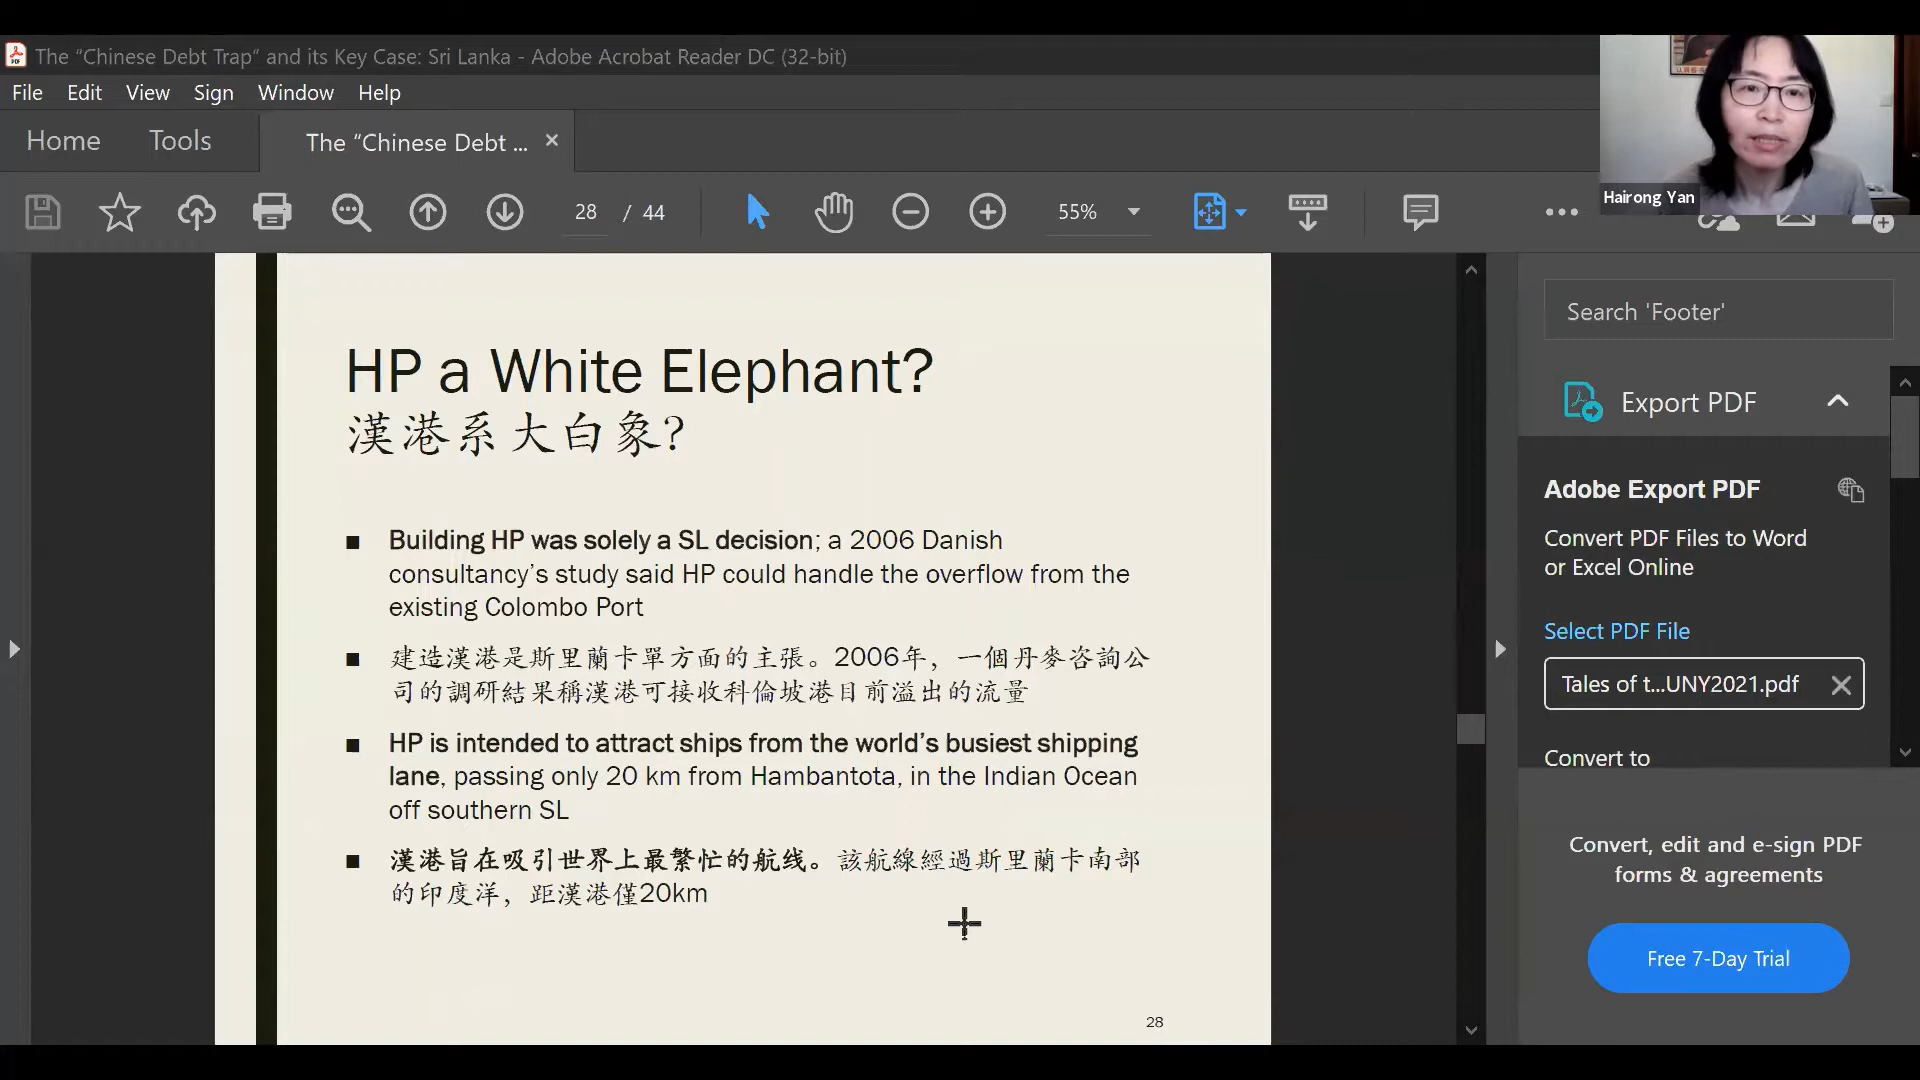 The “Chinese Debt Trap“ and its Key Case: Sri Lanka - Adobe Acrobat Reader DC (32-bit)
File Edit View Sign Window Help
Home Tools The “Chinese Debt ... ×
28 / 44 55%
Hairong Yan
HP a White Elephant?
漢港系大白象?
■ Building HP was solely a SL decision; a 2006 Danish
consultancy’s study said HP could handle the overflow from the
existing Colombo Port
■ 建造漢港是斯里蘭卡單方面的主張。2006年，一個丹麥咨詢公
司的調研結果稱漢港可接收科倫坡港目前溢出的流量
■ HP is intended to attract ships from the world’s busiest shipping
lane, passing only 20 km from Hambantota, in the Indian Ocean
off southern SL
■ 漢港旨在吸引世界上最繁忙的航线。該航線經過斯里蘭卡南部
的印度洋，距漢港僅20km
28
Search 'Footer'
Export PDF
Adobe Export PDF
Convert PDF Files to Word
or Excel Online
Select PDF File
Tales of t...UNY2021.pdf
Convert to
Convert, edit and e-sign PDF
forms & agreements
Free 7-Day Trial